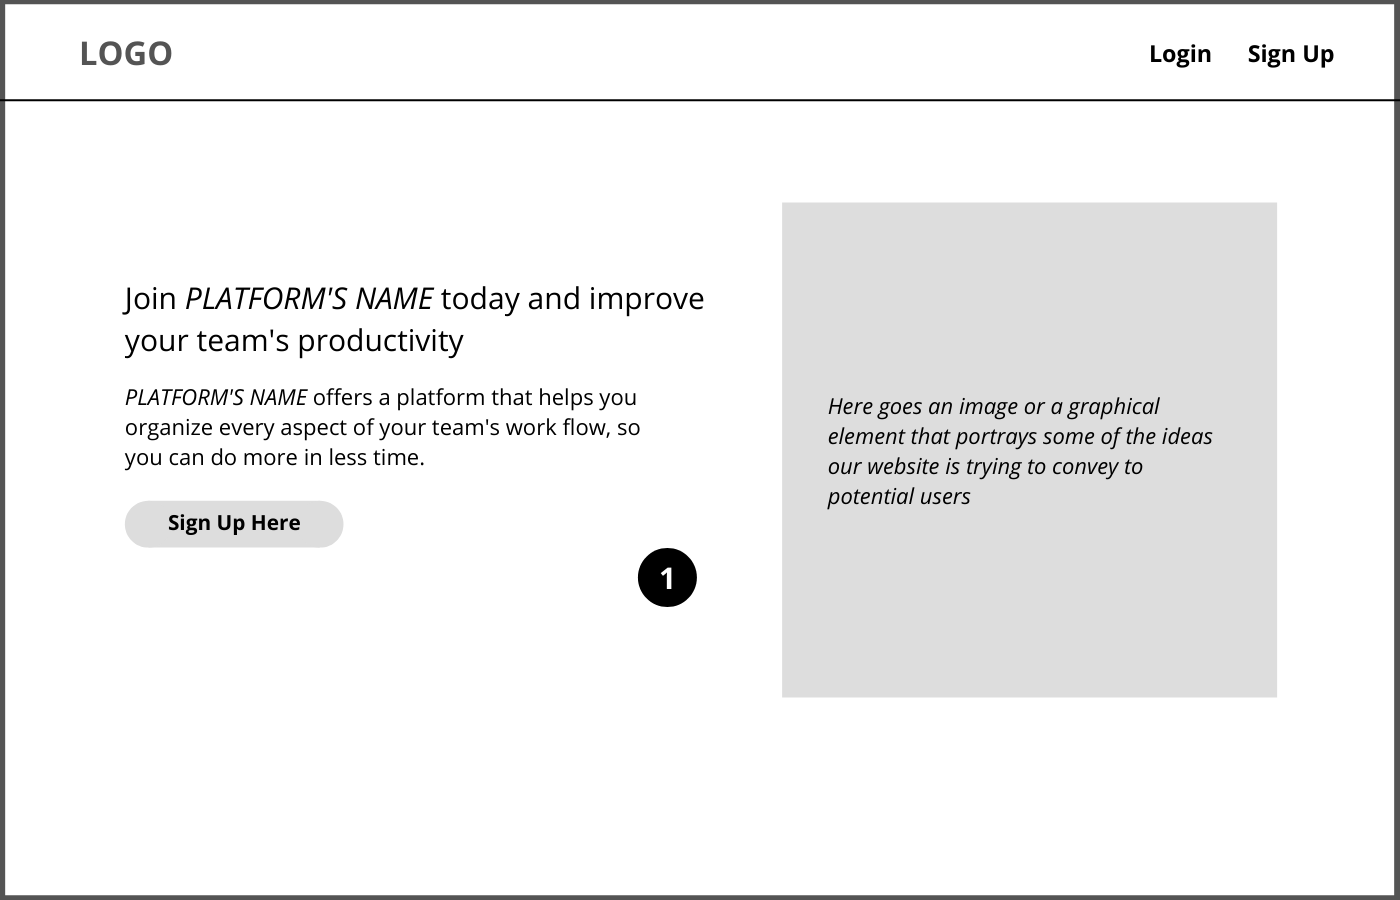 LOGO
Login
Sign Up
Join PLATFORM'S NAME today and improve
your team's productivity
PLATFORM'S NAME offers a platform that helps you
organize every aspect of your team's work flow, so
you can do more in less time.
Sign Up Here
1
Here goes an image or a graphical
element that portrays some of the ideas
our website is trying to convey to
potential users